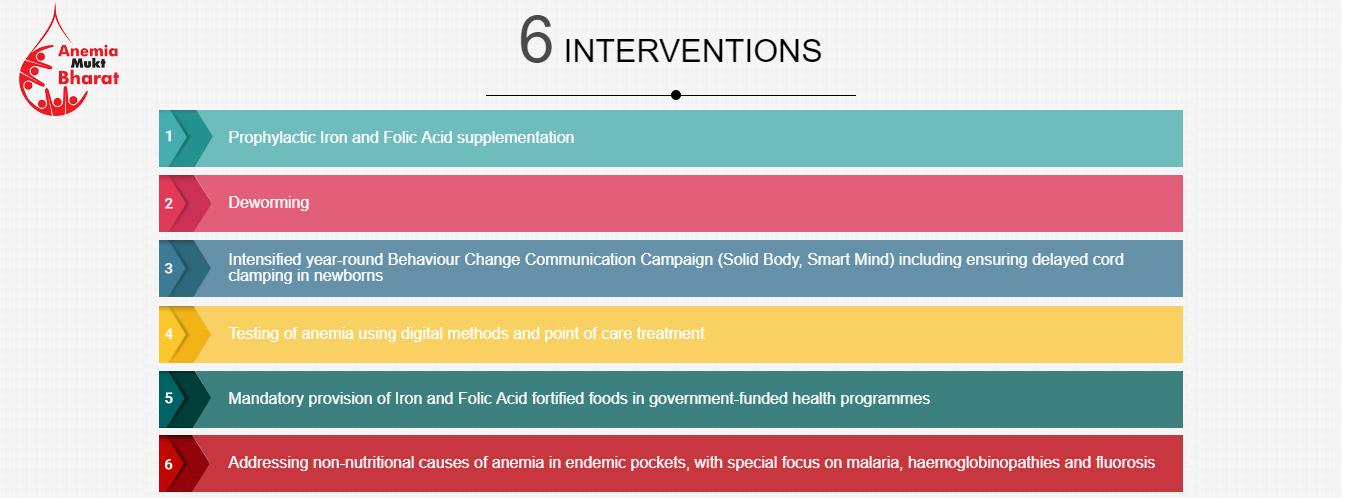 Anemia
Mukt
Bharat
6 INTERVENTIONS
1 Prophylactic Iron and Folic Acid supplementation
2 Deworming
3 Intensified year-round Behaviour Change Communication Campaign (Solid Body, Smart Mind) including ensuring delayed cord
clamping in newborns
4 Testing of anemia using digital methods and point of care treatment
5 Mandatory provision of Iron and Folic Acid fortified foods in government-funded health programmes
6 Addressing non-nutritional causes of anemia in endemic pockets, with special focus on malaria, haemoglobinopathies and fluorosis